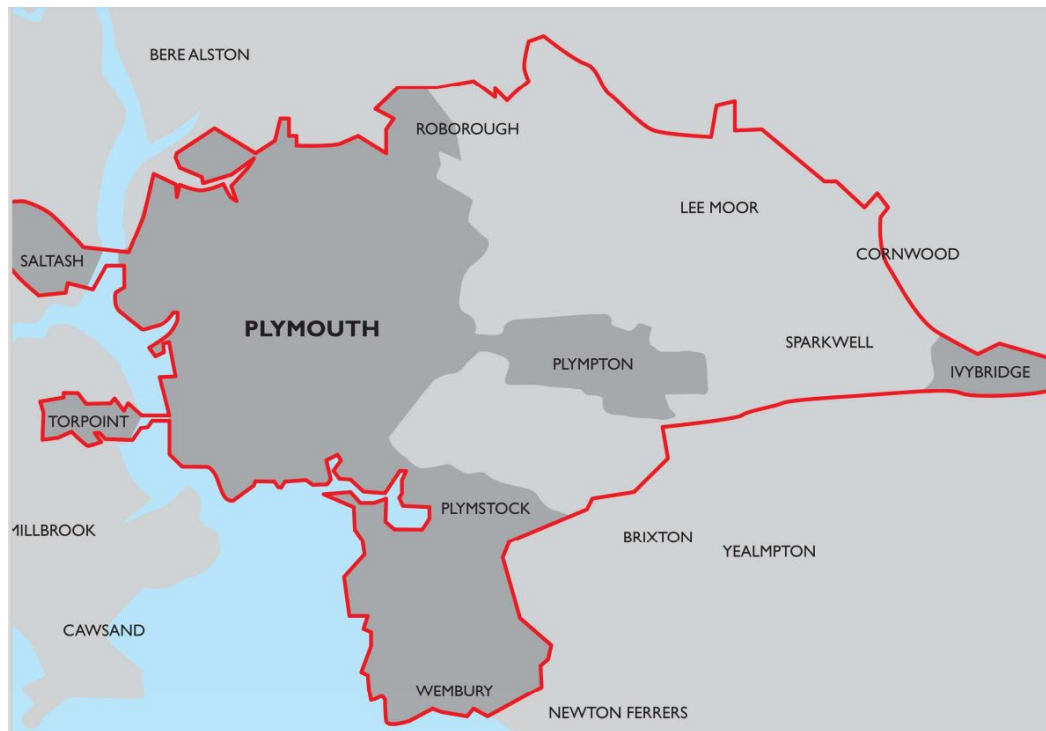 BERE ALSTON
ROBOROUGH
LEE MOOR
CORNWOOD
SALTASH
PLYMOUTH
SPARKWELL
PLYMPTON
IVYBRIDGE
TORPOINT
PLYMSTOCK
MILLBROOK
BRIXTON
YEALMPTON
CAWSAND
WEMBURY
NEWTON FERRERS